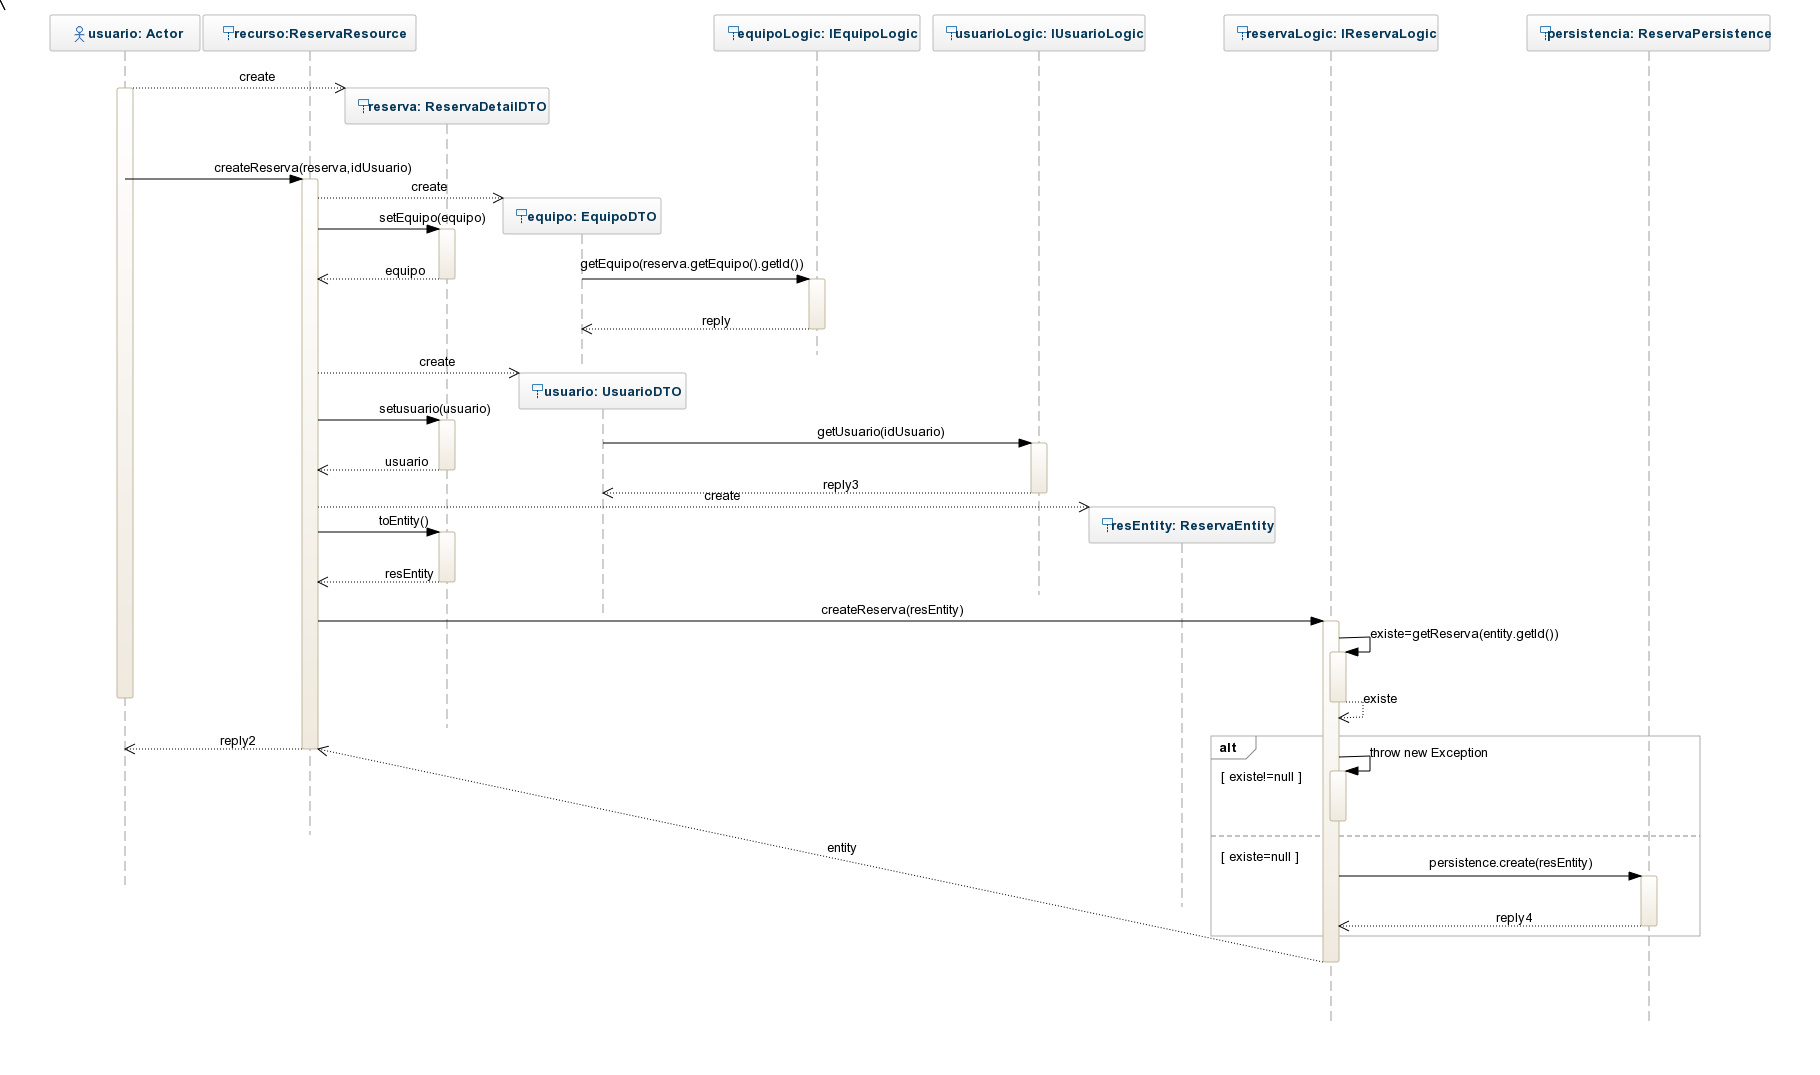 usuario: Actor
recurso:ReservaResource
equipoLogic: IEquipoLogic
usuarioLogic: IUsuarioLogic
reservaLogic: IReservaLogic
persistencia: ReservaPersistence
create
reserva: ReservaDetailDTO
createReserva(reserva,idUsuario)
create
setEquipo(equipo)
equipo: EquipoDTO
getEquipo(reserva.getEquipo().getId())
equipo
reply
create
usuario: UsuarioDTO
setusuario(usuario)
getUsuario(idUsuario)
usuario
reply3
create
toEntity()
resEntity: ReservaEntity
resEntity
createReserva(resEntity)
existe=getReserva(entity.getId())
existe
reply2
alt
throw new Exception
[ existe!=null ]
entity
[ existe=null ]
persistence.create(resEntity)
reply4